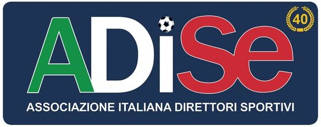 40
ADiSe
ASSOCIAZIONE ITALIANA DIRETTORI SPORTIVI